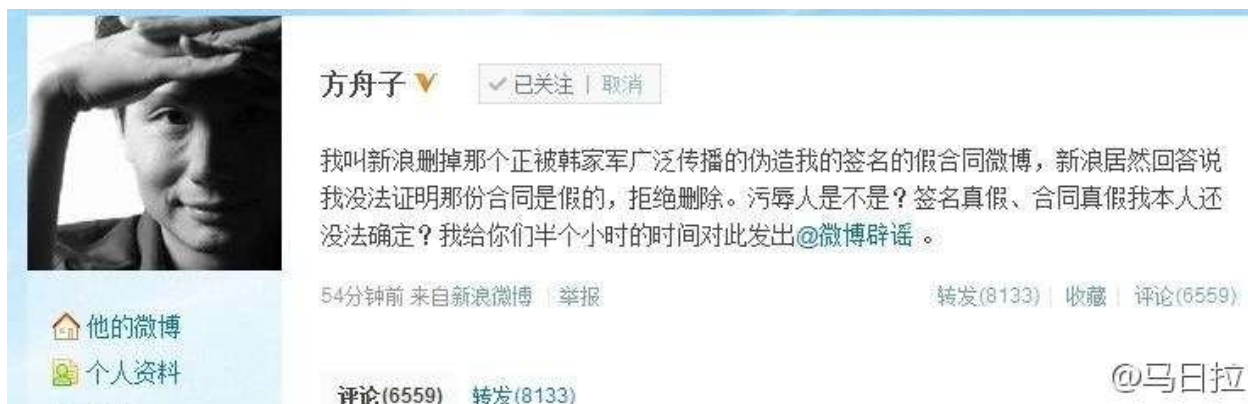 方舟子 已关注 | 取消
我叫新浪删掉那个正被韩家军广泛传播的伪造我的签名的假合同微博，新浪居然回答说
我没法证明那份合同是假的，拒绝删除。污辱人是不是？签名真假、合同真假我本人还
没法确定？我给你们半个小时的时间对此发出@微博辟谣 。
54分钟前 来自新浪微博 | 举报 转发(8133) | 收藏 | 评论(6559)
他的微博
个人资料
评论(6559) 转发(8133)
@马日拉